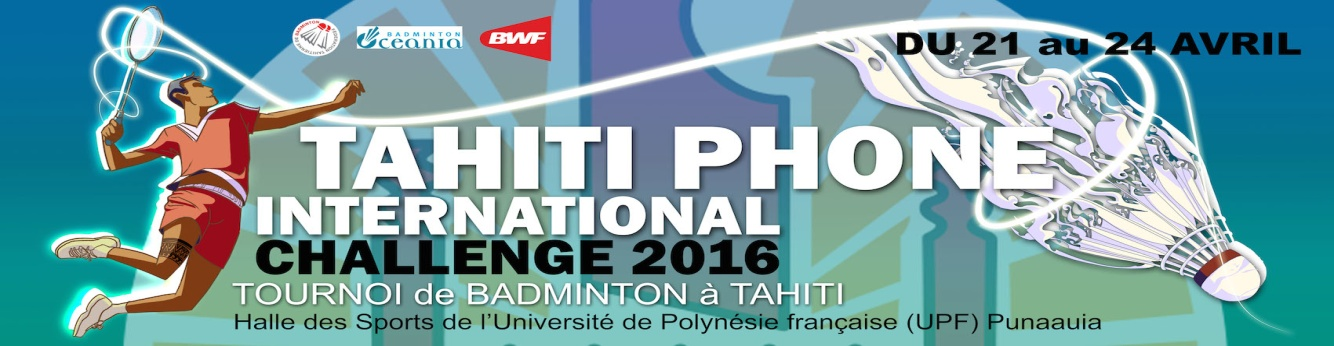 BADMINTON
Oceania
BWF
DU 21 au 24 AVRIL
TAHITI PHONE
INTERNATIONAL
CHALLENGE 2016
TOURNOI de BADMINTON à TAHITI
Halle des Sports de l'Université de Polynésie française (UPF) Punaauia